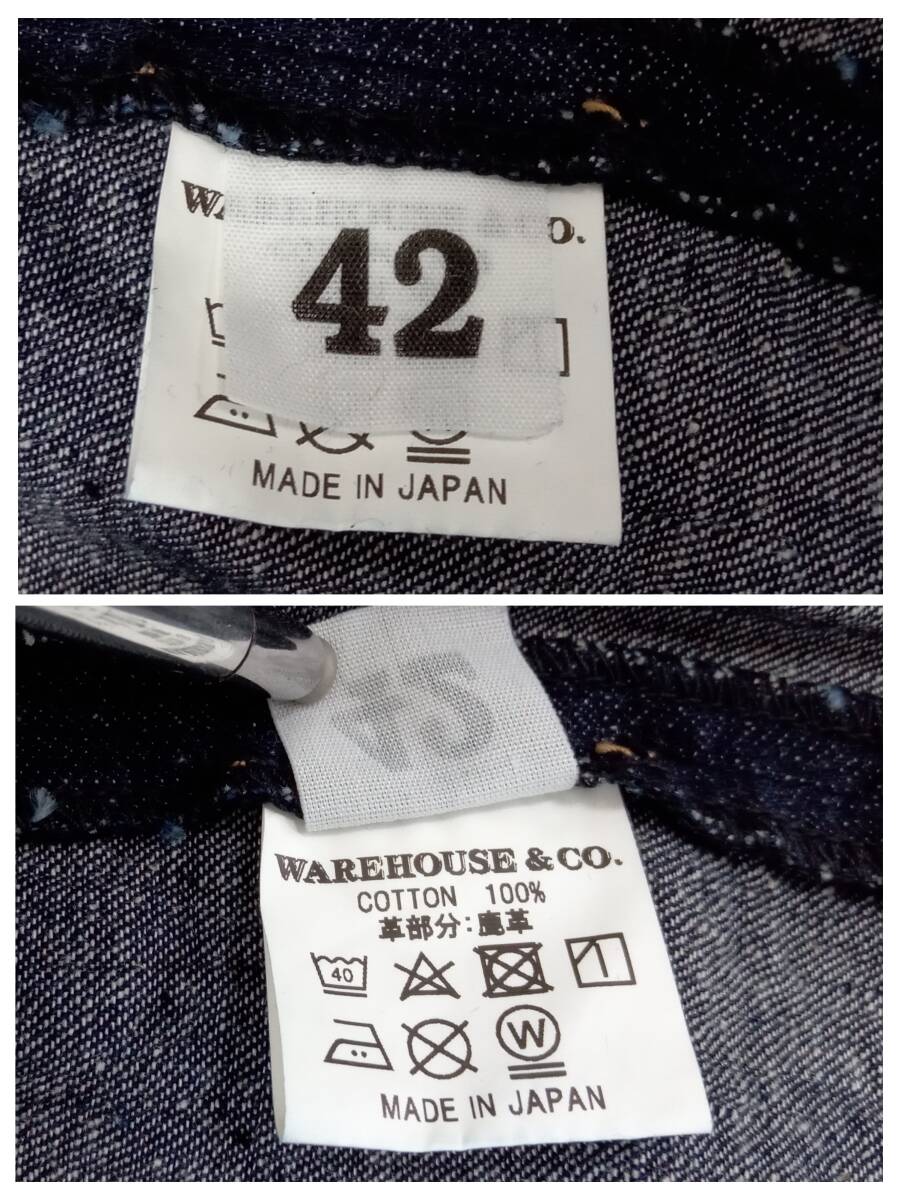 42
MADE IN JAPAN
WAREHOUSE & CO.
COTTON 100%
革部分:鹿革
40
W
MADE IN JAPAN